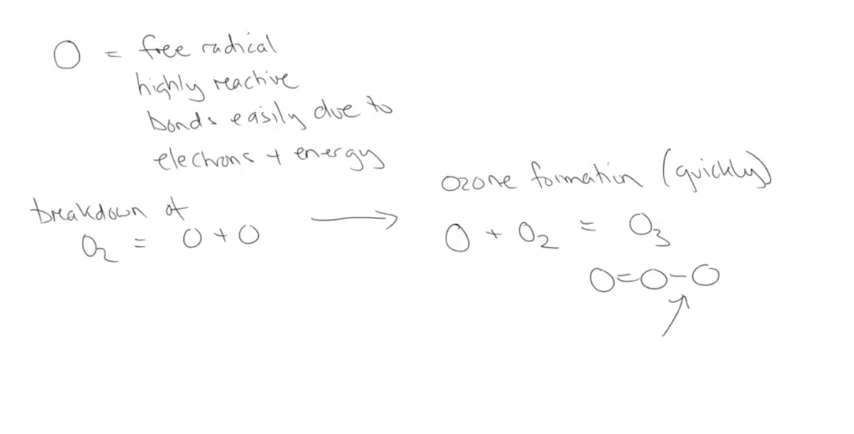 O = free radical
highly reactive
bonds easily due to
electrons + energy
breakdown of
O₂ = O + O
ozone formation (quickly)
O + O₂ = O₃
O=O-O